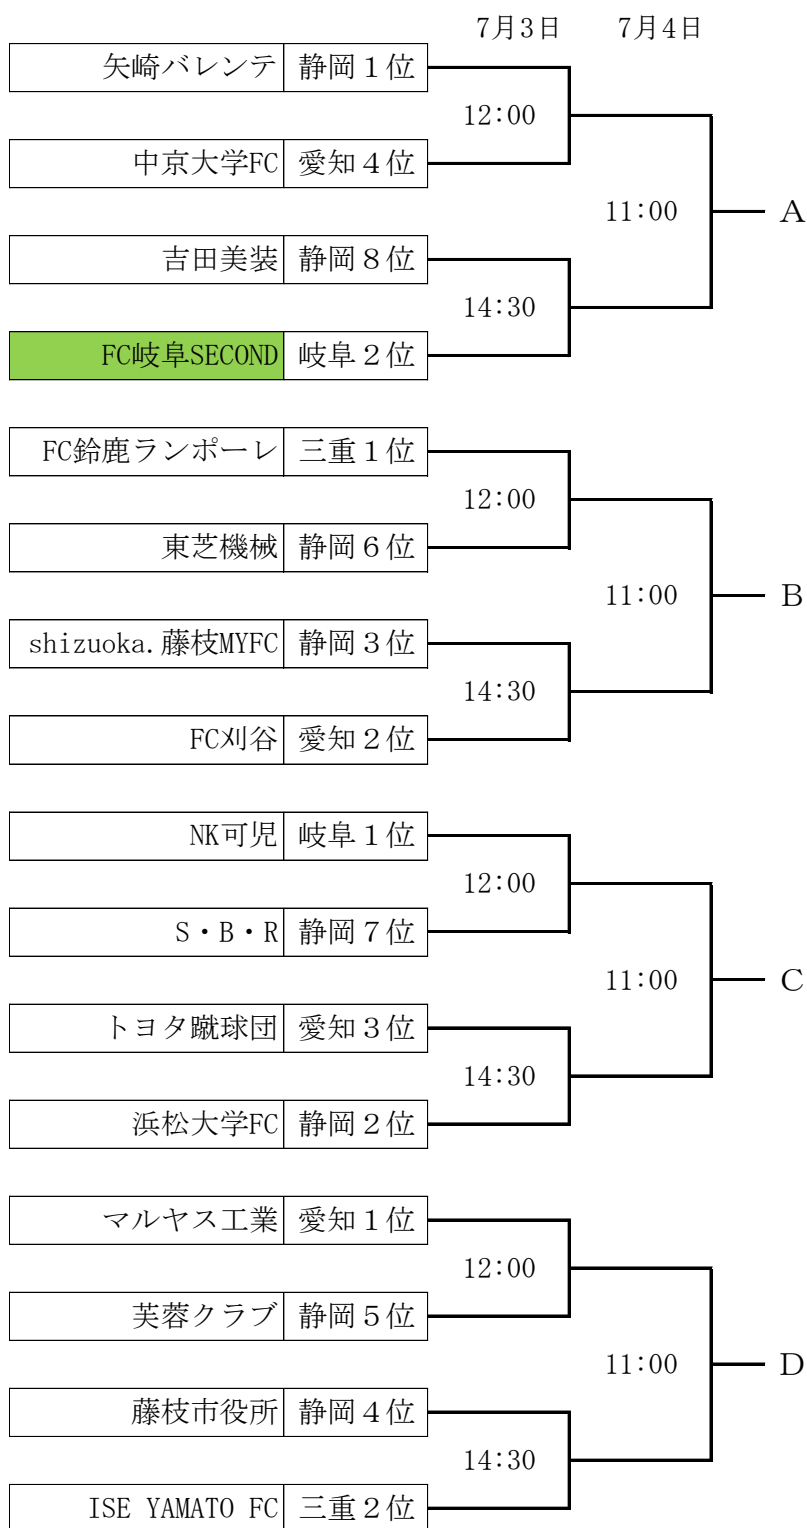 7月3日 7月4日
矢崎バレンテ 静岡1位
12:00
中京大学FC 愛知4位
11:00 A
吉田美装 静岡8位
14:30
FC岐阜SECOND 岐阜2位
FC鈴鹿ランポーレ 三重1位
12:00
東芝機械 静岡6位
11:00 B
shizuoka.藤枝MYFC 静岡3位
14:30
FC刈谷 愛知2位
NK可児 岐阜1位
12:00
S・B・R 静岡7位
11:00 C
トヨタ蹴球団 愛知3位
14:30
浜松大学FC 静岡2位
マルヤス工業 愛知1位
12:00
芙蓉クラブ 静岡5位
11:00 D
藤枝市役所 静岡4位
14:30
ISE YAMATO FC 三重2位